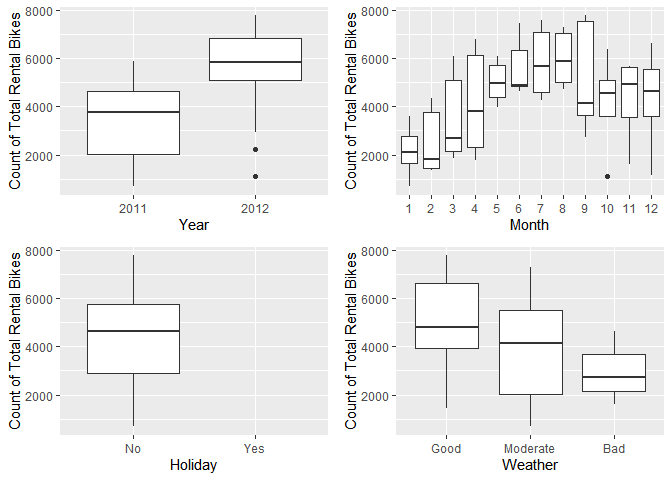 Count of Total Rental Bikes
8000
6000
4000
2000
2011 2012
Year
Count of Total Rental Bikes
8000
6000
4000
2000
1 2 3 4 5 6 7 8 9 10 11 12
Month
Count of Total Rental Bikes
8000
6000
4000
2000
No Yes
Holiday
Count of Total Rental Bikes
8000
6000
4000
2000
Good Moderate Bad
Weather